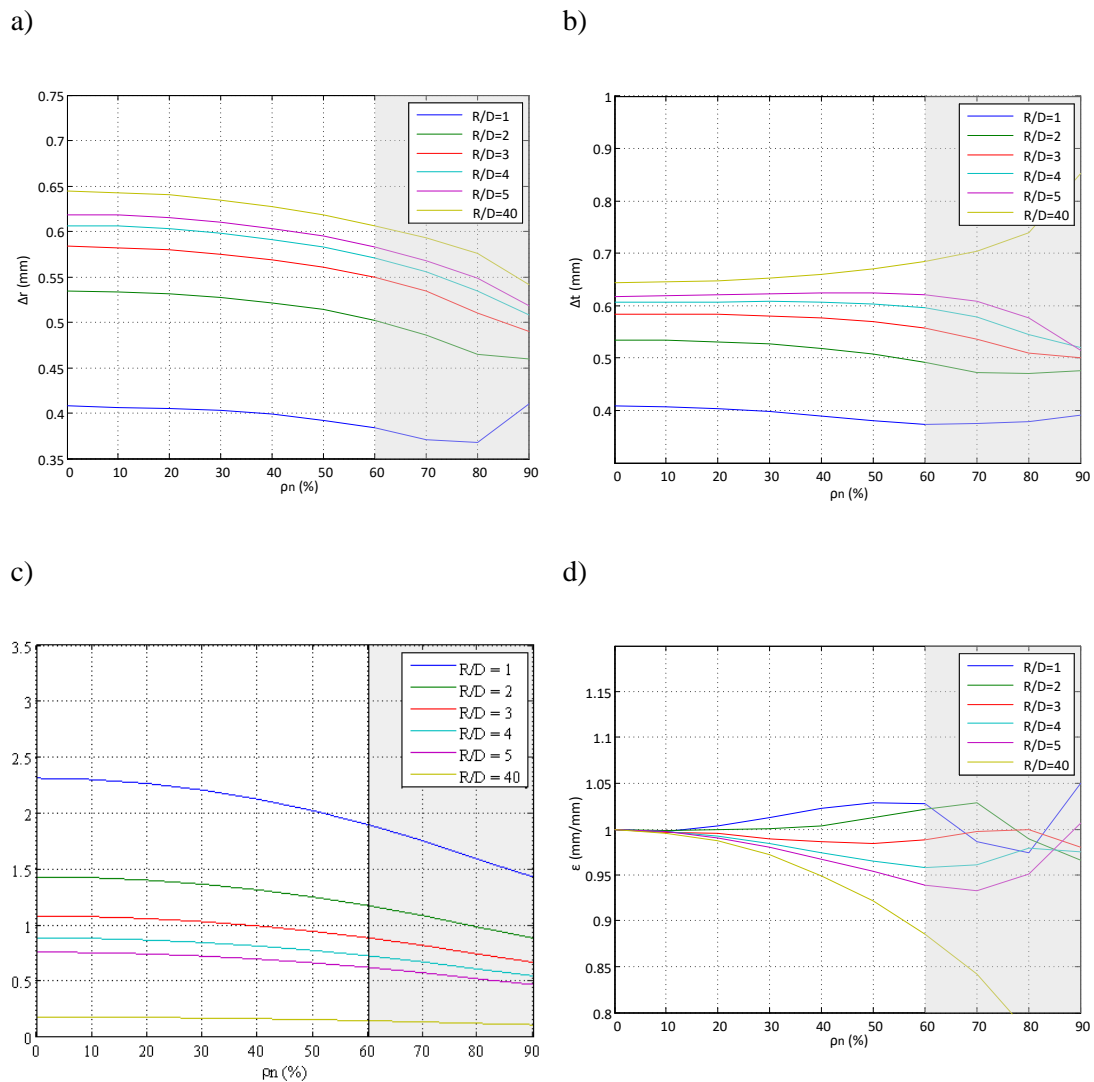 a)
b)
Δr (mm)
0.75
0.7
0.65
0.6
0.55
0.5
0.45
0.4
0.35
0 10 20 30 40 50 60 70 80 90
ρn (%)
R/D=1
R/D=2
R/D=3
R/D=4
R/D=5
R/D=40
Δt (mm)
1
0.9
0.8
0.7
0.6
0.5
0.4
0 10 20 30 40 50 60 70 80 90
ρn (%)
R/D=1
R/D=2
R/D=3
R/D=4
R/D=5
R/D=40
c)
d)
3.5
3
2.5
2
1.5
1
0.5
0
0 10 20 30 40 50 60 70 80 90
ρn (%)
R/D = 1
R/D = 2
R/D = 3
R/D = 4
R/D = 5
R/D = 40
ε (mm/mm)
1.15
1.1
1.05
1
0.95
0.9
0.85
0.8
0 10 20 30 40 50 60 70 80 90
ρn (%)
R/D=1
R/D=2
R/D=3
R/D=4
R/D=5
R/D=40